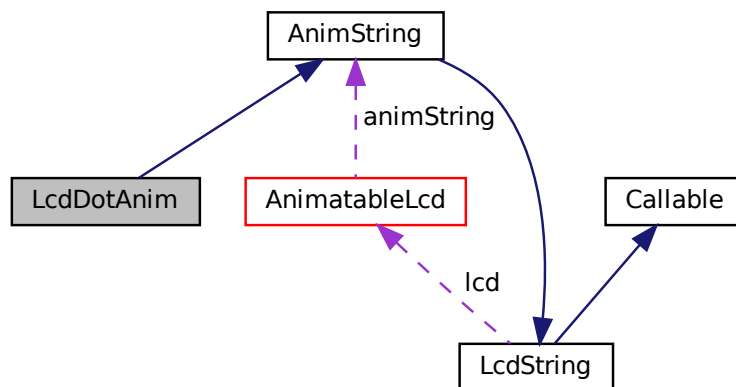 AnimString
animString
LcdDotAnim
AnimatableLcd
Callable
lcd
LcdString